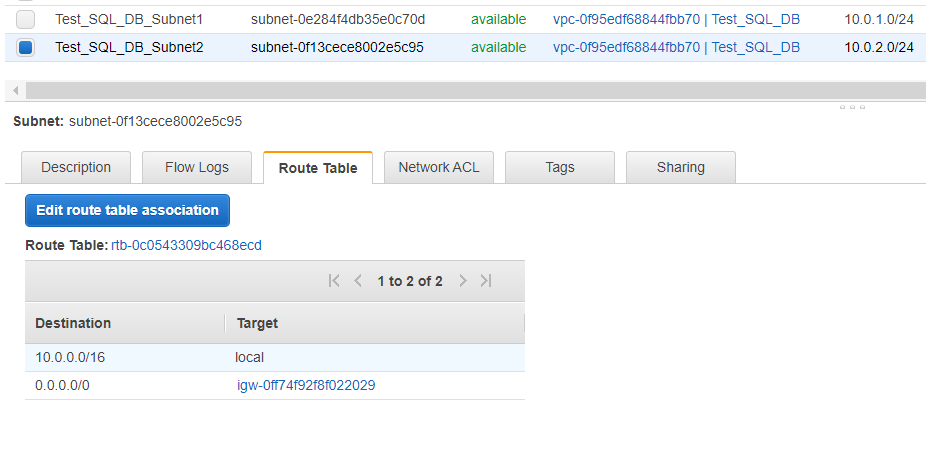 Test_SQL_DB_Subnet1 subnet-0e284f4db35e0c70d available vpc-0f95edf68844fbb70 | Test_SQL_DB 10.0.1.0/24
Test_SQL_DB_Subnet2 subnet-0f13cece8002e5c95 available vpc-0f95edf68844fbb70 | Test_SQL_DB 10.0.2.0/24
Subnet: subnet-0f13cece8002e5c95
Description Flow Logs Route Table Network ACL Tags Sharing
Edit route table association
Route Table: rtb-0c0543309bc468ecd
1 to 2 of 2
Destination Target
10.0.0.0/16 local
0.0.0.0/0 igw-0ff74f92f8f022029